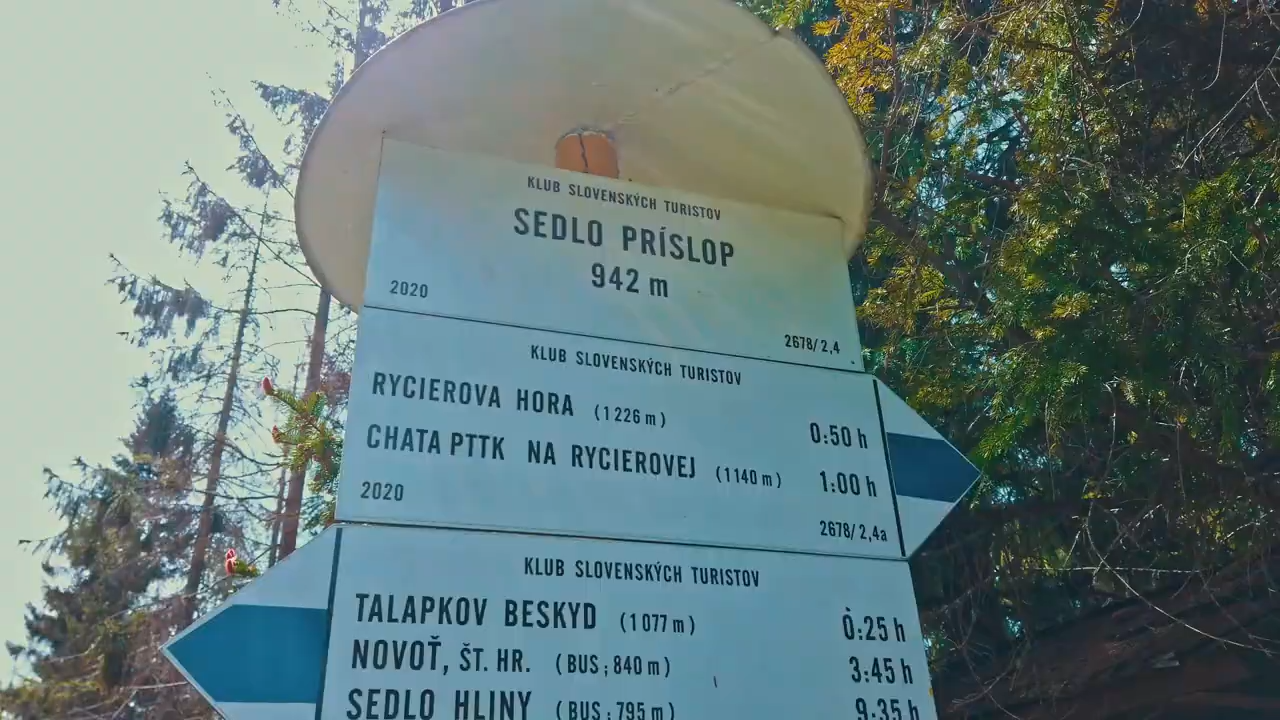 KLUB SLOVENSKÝCH TURISTOV
SEDLO PRÍSLOP
942 m
2020
2678/2,4
KLUB SLOVENSKÝCH TURISTOV
RYCIEROVA HORA (1226 m) 0:50 h
CHATA PTTK NA RYCIEROVEJ (1140 m) 1:00 h
2020
2678/2,4a
KLUB SLOVENSKÝCH TURISTOV
TALAPKOV BESKYD (1077 m) 0:25 h
NOVOŤ, ŠT. HR. (BUS; 840 m) 3:45 h
SEDLO HLINY (BUS; 795 m) 9:35 h